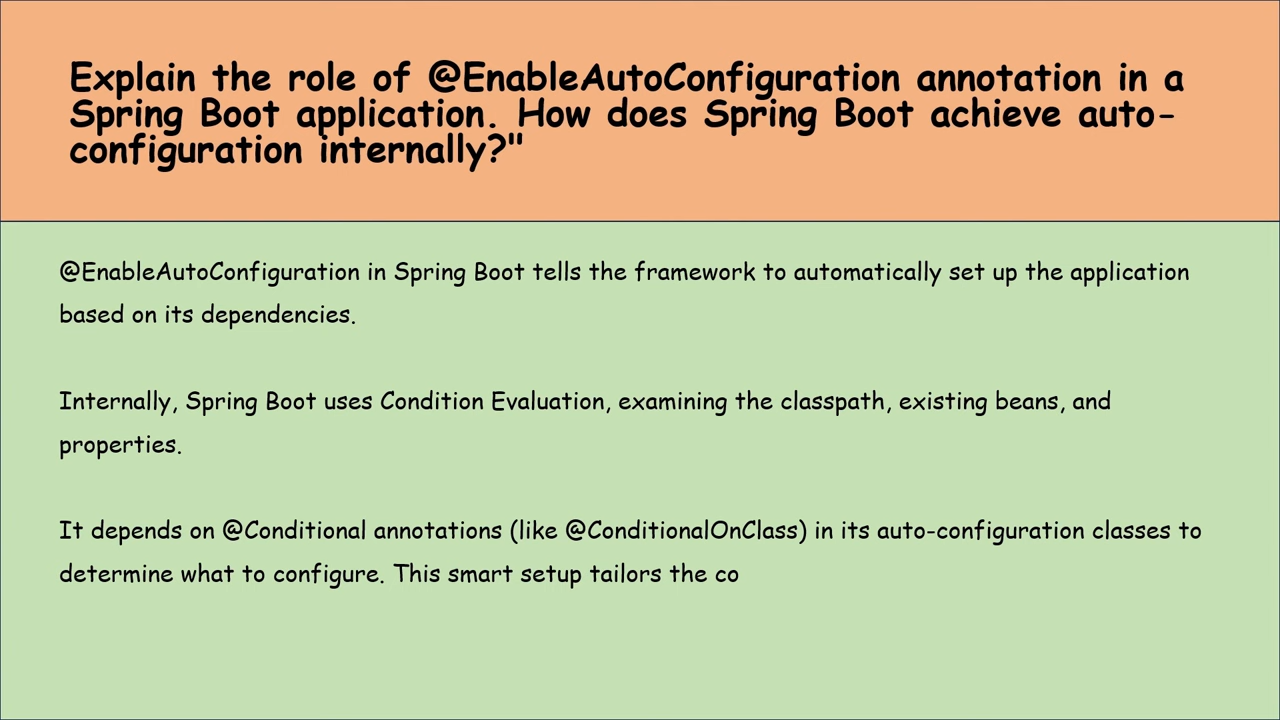 Explain the role of @EnableAutoConfiguration annotation in a
Spring Boot application. How does Spring Boot achieve auto-
configuration internally?"
@EnableAutoConfiguration in Spring Boot tells the framework to automatically set up the application
based on its dependencies.
Internally, Spring Boot uses Condition Evaluation, examining the classpath, existing beans, and
properties.
It depends on @Conditional annotations (like @ConditionalOnClass) in its auto-configuration classes to
determine what to configure. This smart setup tailors the co